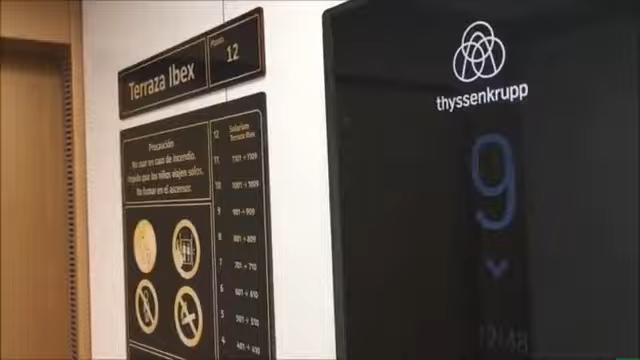 Terraza Ibex
Planta
12
Precaución
No usar en caso de incendio.
Impida que los niños viajen solos.
No fumar en el ascensor.
12 Solarium
Terraza Ibex
11 1101 → 1109
10 1001 → 1009
9 901 → 909
8 801 → 809
7 701 → 710
6 601 → 610
5 501 → 510
4 401 → 410
thyssenkrupp
9
12:48